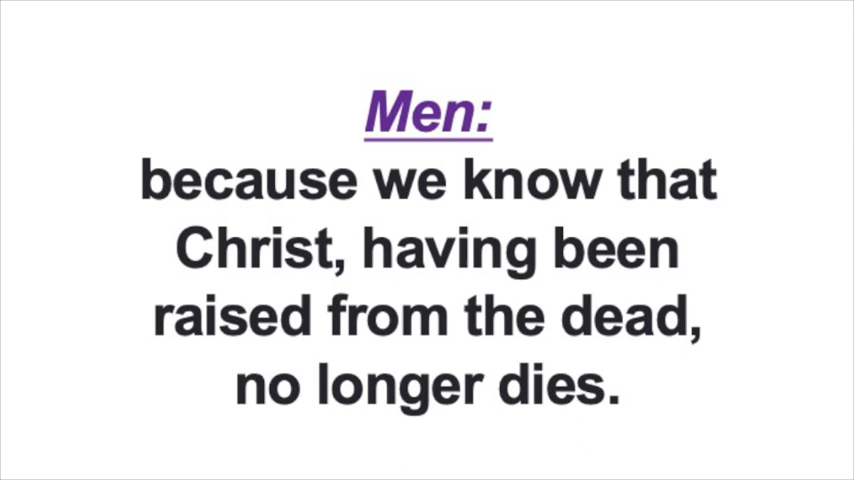 Men:
because we know that
Christ, having been
raised from the dead,
no longer dies.